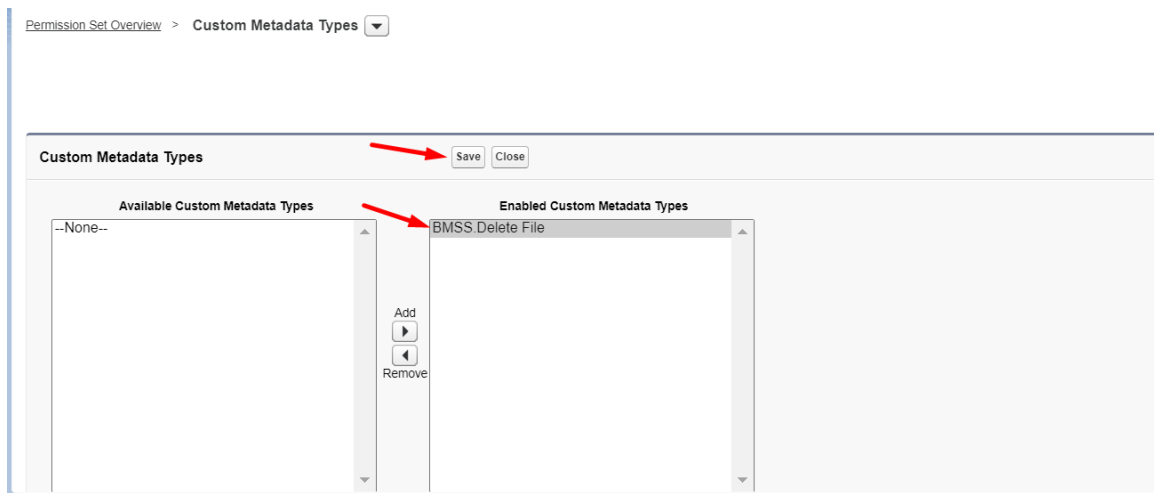 Permission Set Overview > Custom Metadata Types
Custom Metadata Types
Save Close
Available Custom Metadata Types
Enabled Custom Metadata Types
--None--
BMSS.Delete File
Add
Remove